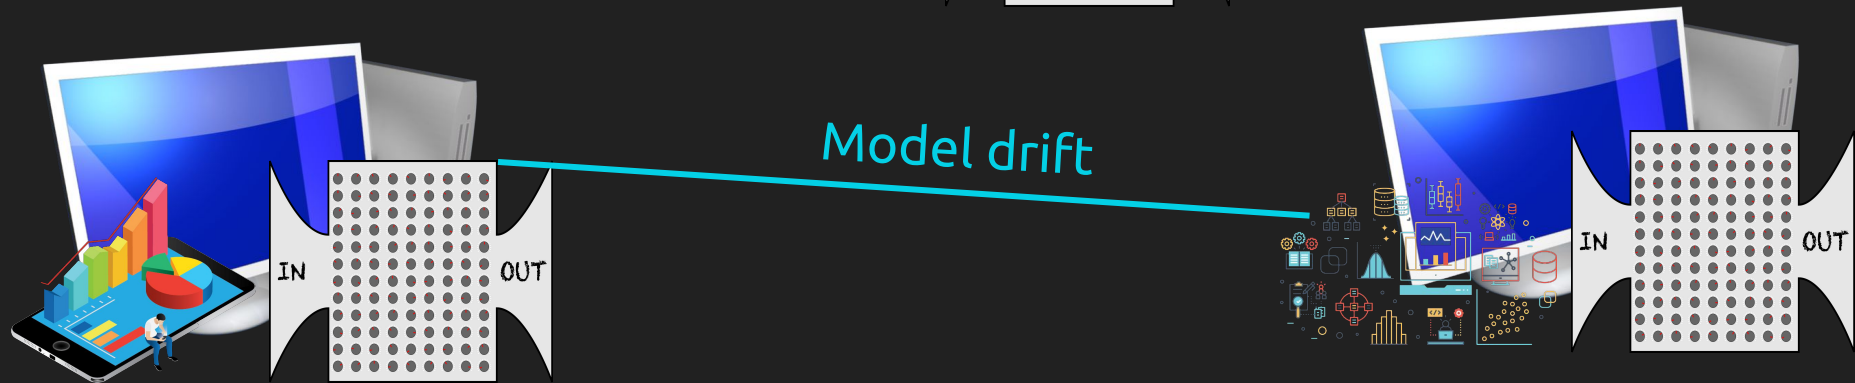 Model drift
IN
OUT
IN
OUT